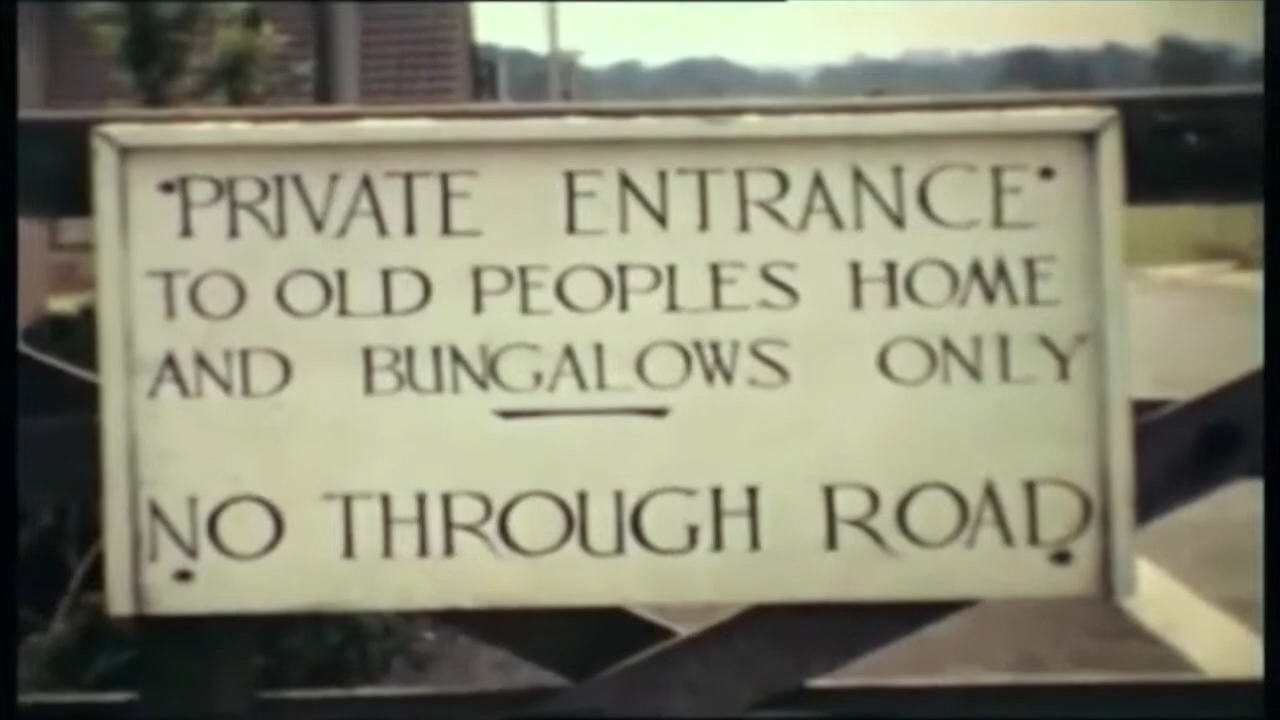 PRIVATE ENTRANCE
TO OLD PEOPLES HOME
AND BUNGALOWS ONLY
NO THROUGH ROAD